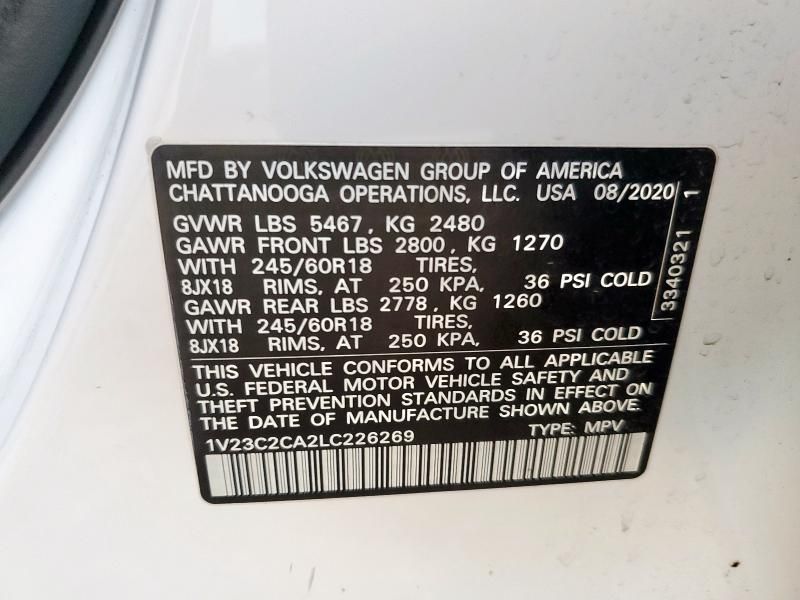 MFD BY VOLKSWAGEN GROUP OF AMERICA
CHATTANOOGA OPERATIONS, LLC. USA 08/2020
GVWR LBS 5467, KG 2480
GAWR FRONT LBS 2800, KG 1270
WITH 245/60R18 TIRES,
8JX18 RIMS, AT 250 KPA, 36 PSI COLD
GAWR REAR LBS 2778, KG 1260
WITH 245/60R18 TIRES,
8JX18 RIMS, AT 250 KPA, 36 PSI COLD
THIS VEHICLE CONFORMS TO ALL APPLICABLE
U.S. FEDERAL MOTOR VEHICLE SAFETY AND
THEFT PREVENTION STANDARDS IN EFFECT ON
THE DATE OF MANUFACTURE SHOWN ABOVE.
1V23C2CA2LC226269 TYPE: MPV
3340321 1